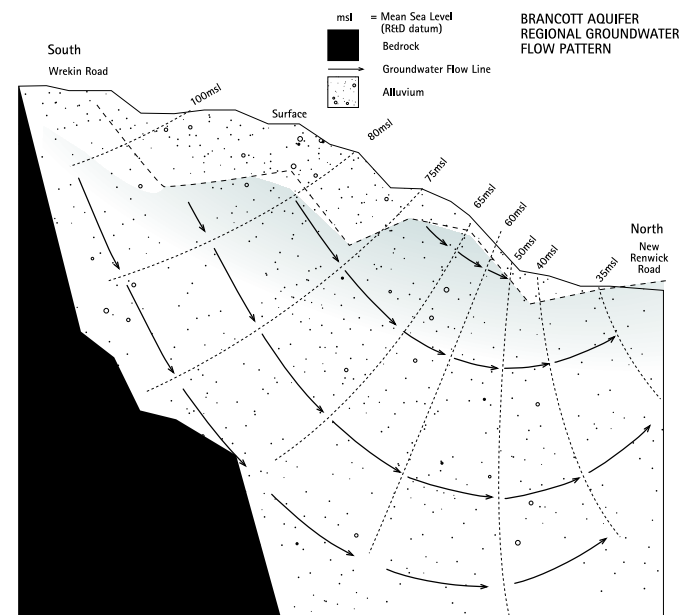 msl = Mean Sea Level
(R&D datum)
Bedrock
Groundwater Flow Line
Alluvium
BRANCOTT AQUIFER
REGIONAL GROUNDWATER
FLOW PATTERN
South
Wrekin Road
100msl
Surface
80msl
75msl
65msl
60msl
50msl
40msl
35msl
North
New
Renwick
Road